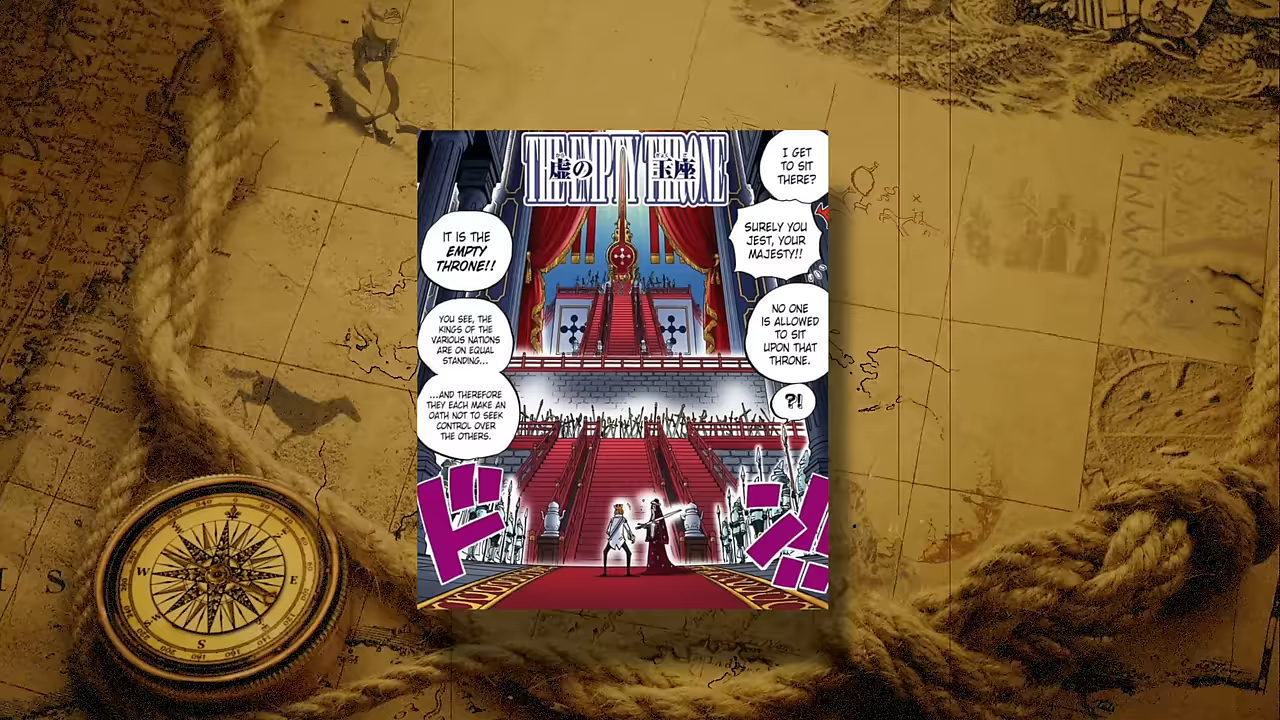 THE EMPTY THRONE
虚の 玉座
I GET
TO SIT
THERE?
SURELY YOU
JEST, YOUR
MAJESTY!!
IT IS THE
EMPTY
THRONE!!
NO ONE
IS ALLOWED
TO SIT
UPON THAT
THRONE.
YOU SEE, THE
KINGS OF THE
VARIOUS NATIONS
ARE ON EQUAL
STANDING...
?!
...AND THEREFORE
THEY EACH MAKE AN
OATH NOT TO SEEK
CONTROL OVER
THE OTHERS.
ドン!!
W
E
S
I S